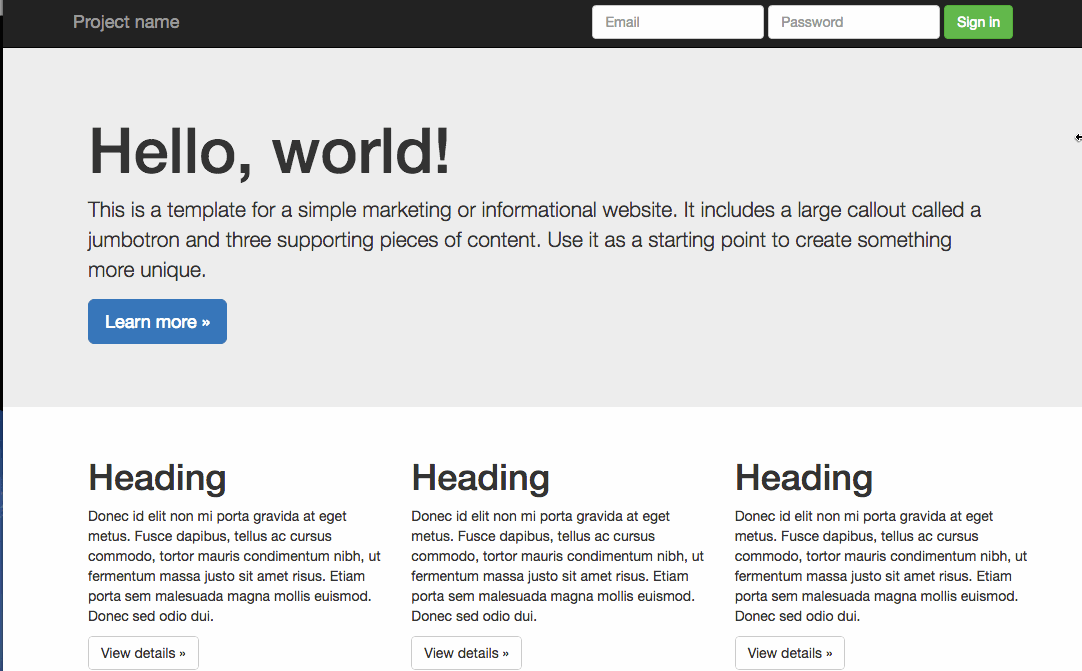 Project name
Email
Password
Sign in
Hello, world!
This is a template for a simple marketing or informational website. It includes a large callout called a
jumbotron and three supporting pieces of content. Use it as a starting point to create something
more unique.
Learn more »
Heading
Donec id elit non mi porta gravida at eget
metus. Fusce dapibus, tellus ac cursus
commodo, tortor mauris condimentum nibh, ut
fermentum massa justo sit amet risus. Etiam
porta sem malesuada magna mollis euismod.
Donec sed odio dui.
View details »
Heading
Donec id elit non mi porta gravida at eget
metus. Fusce dapibus, tellus ac cursus
commodo, tortor mauris condimentum nibh, ut
fermentum massa justo sit amet risus. Etiam
porta sem malesuada magna mollis euismod.
Donec sed odio dui.
View details »
Heading
Donec id elit non mi porta gravida at eget
metus. Fusce dapibus, tellus ac cursus
commodo, tortor mauris condimentum nibh, ut
fermentum massa justo sit amet risus. Etiam
porta sem malesuada magna mollis euismod.
Donec sed odio dui.
View details »